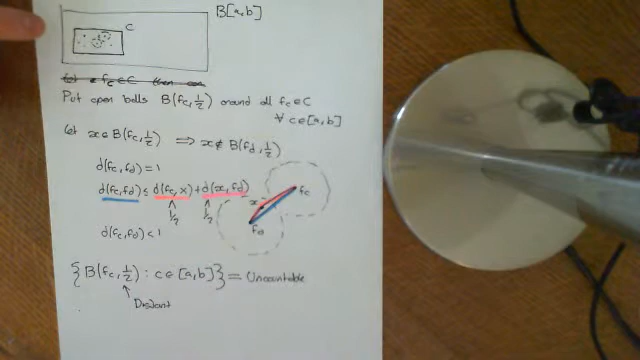 B[a,b]
C
Put open balls B(fc,1/2) around all fc∈C
∀ c∈[a,b]
Let x∈B(fc,1/2) ⟹ x∉B(fd,1/2)
d(fc,fd)=1
d(fc,fd) ≤ d(fc,x) + d(x,fd)
1/2 1/2
x fc
fd
d(fc,fd)<1
{B(fc,1/2) : c∈[a,b]} = Uncountable
Disjoint